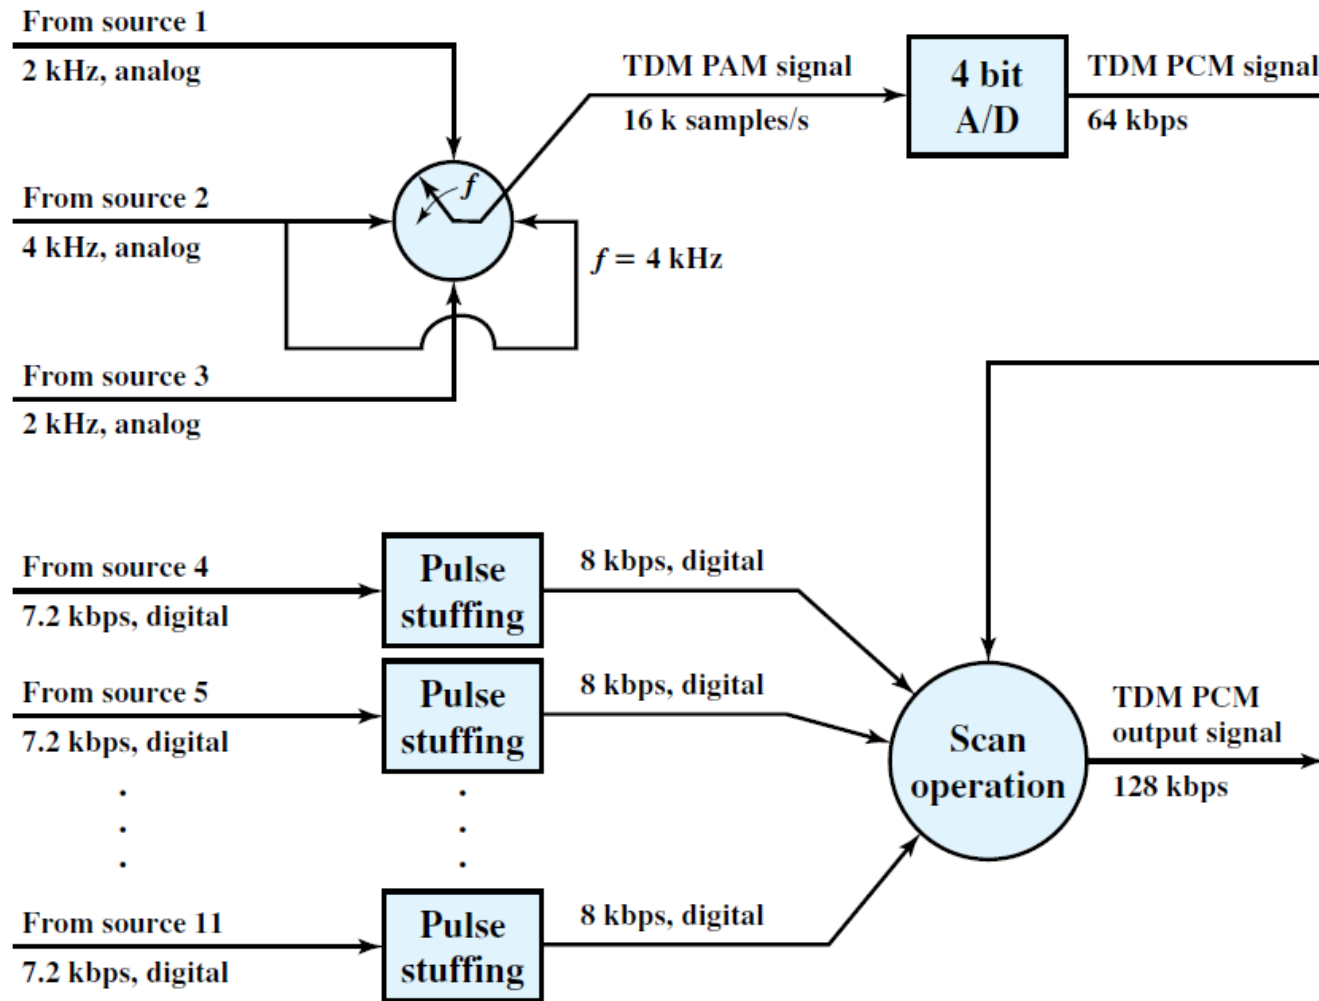 From source 1
2 kHz, analog
TDM PAM signal
16 k samples/s
4 bit
A/D
TDM PCM signal
64 kbps
From source 2
4 kHz, analog
f
f = 4 kHz
From source 3
2 kHz, analog
From source 4
7.2 kbps, digital
Pulse
stuffing
8 kbps, digital
From source 5
7.2 kbps, digital
Pulse
stuffing
8 kbps, digital
.
.
.
.
.
.
From source 11
7.2 kbps, digital
Pulse
stuffing
8 kbps, digital
Scan
operation
TDM PCM
output signal
128 kbps